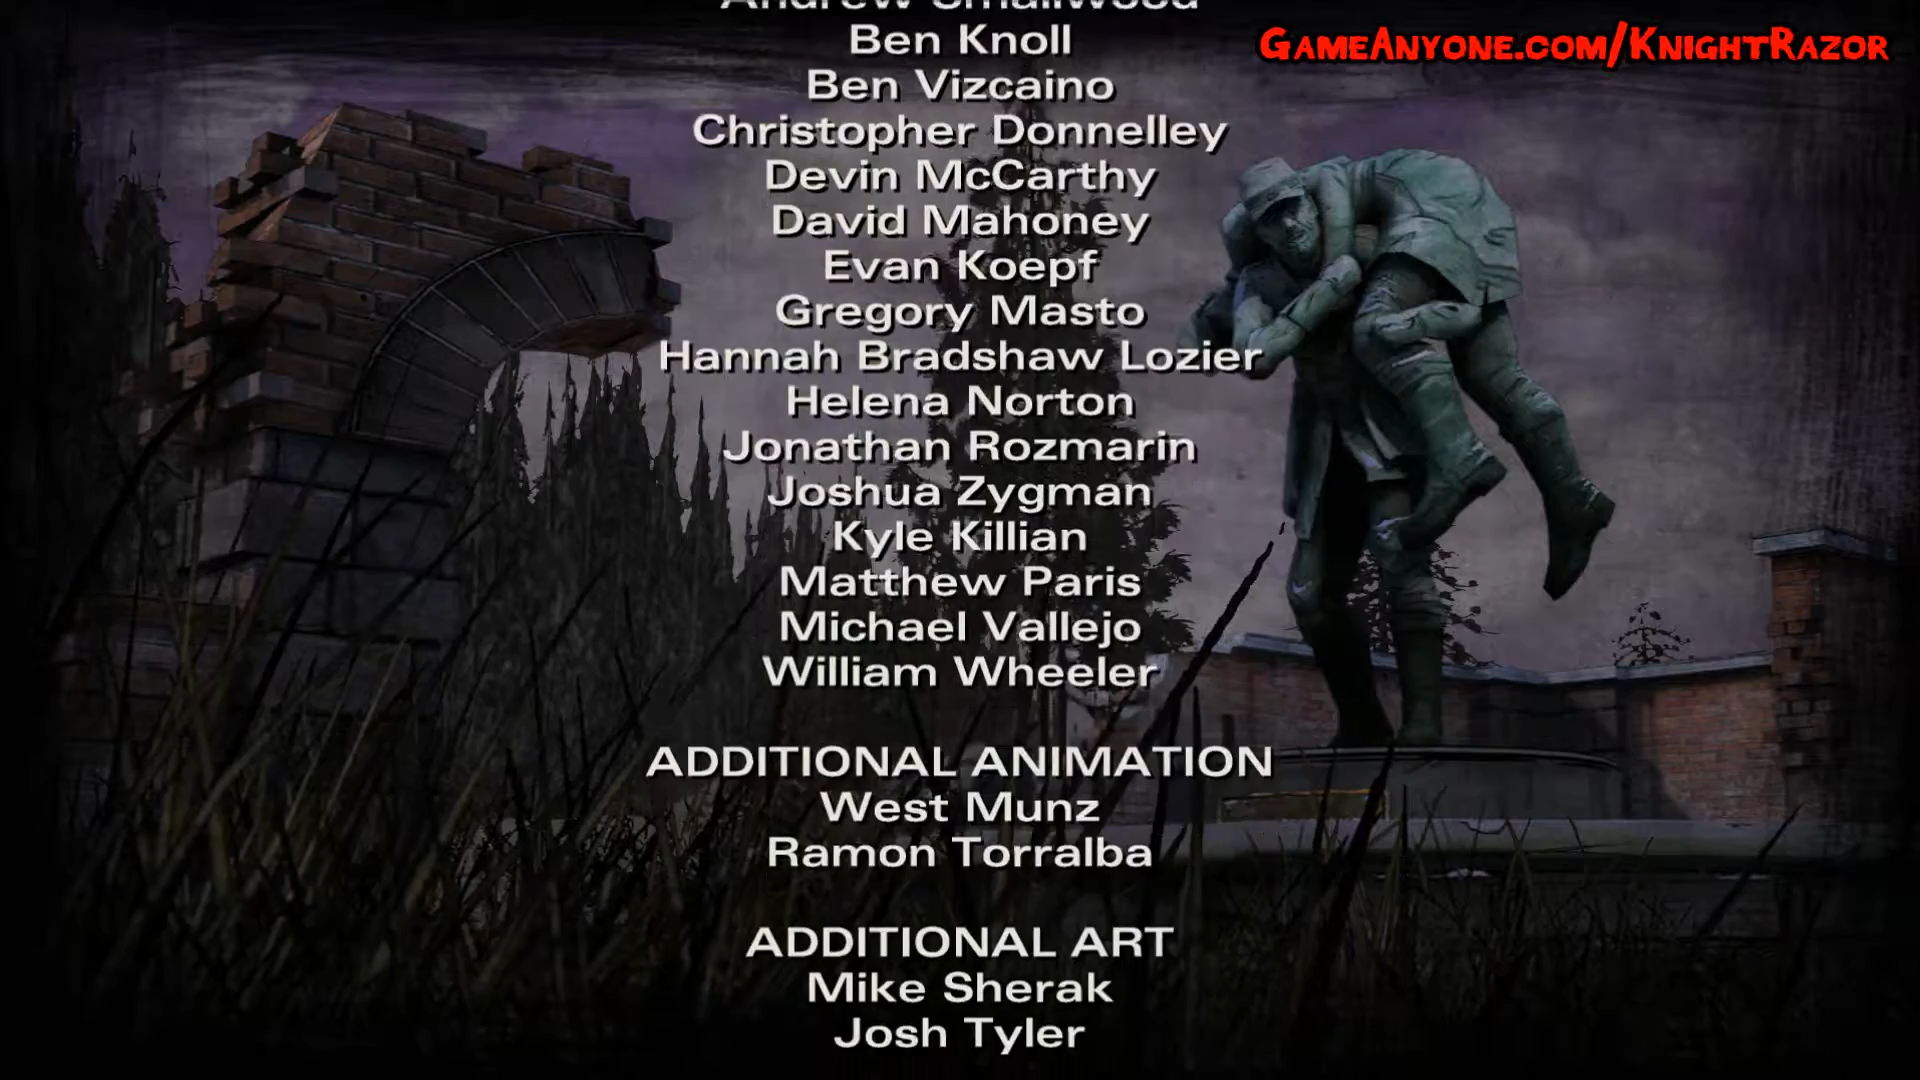 Andrew Smallwood
Ben Knoll
GameAnyone.com/KnightRazor
Ben Vizcaino
Christopher Donnelley
Devin McCarthy
David Mahoney
Evan Koepf
Gregory Masto
Hannah Bradshaw Lozier
Helena Norton
Jonathan Rozmarin
Joshua Zygman
Kyle Killian
Matthew Paris
Michael Vallejo
William Wheeler
ADDITIONAL ANIMATION
West Munz
Ramon Torralba
ADDITIONAL ART
Mike Sherak
Josh Tyler